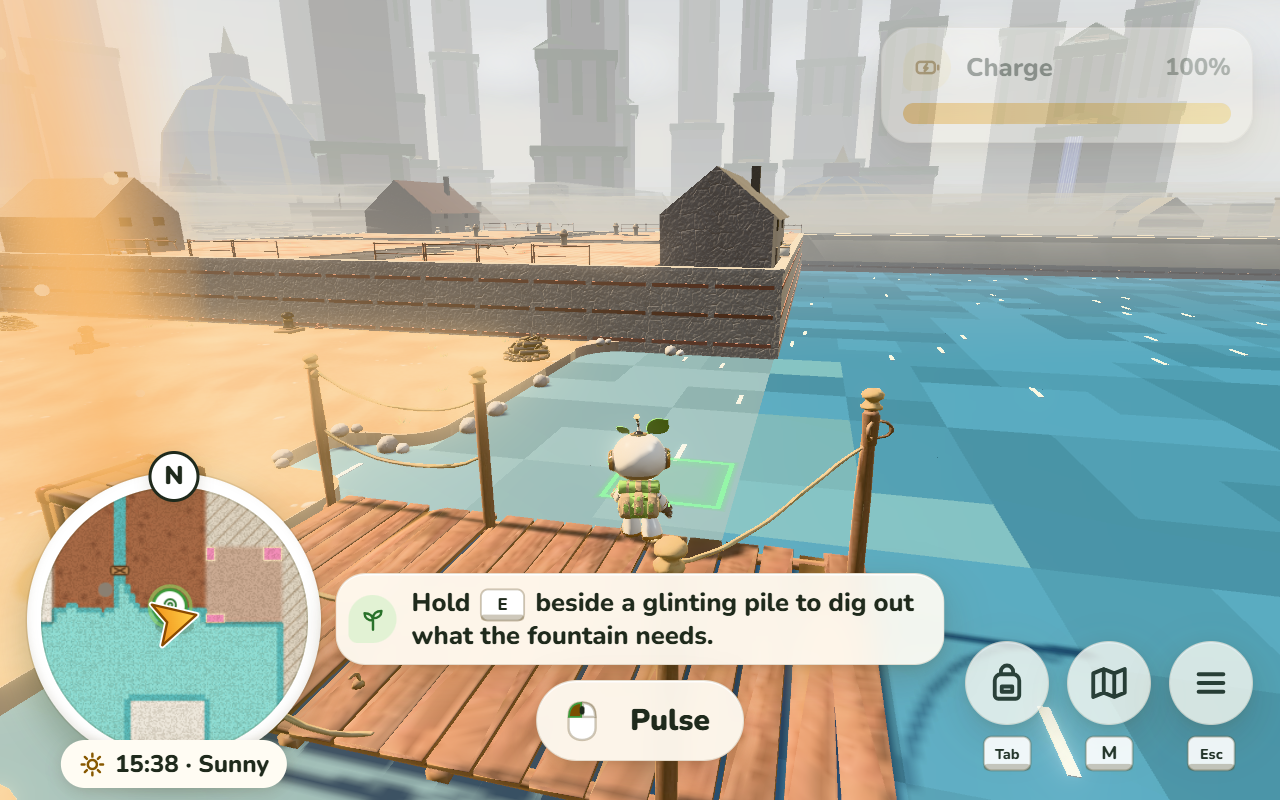 Charge 100%
N
Hold E beside a glinting pile to dig out
what the fountain needs.
Pulse
15:38 · Sunny
Tab M Esc